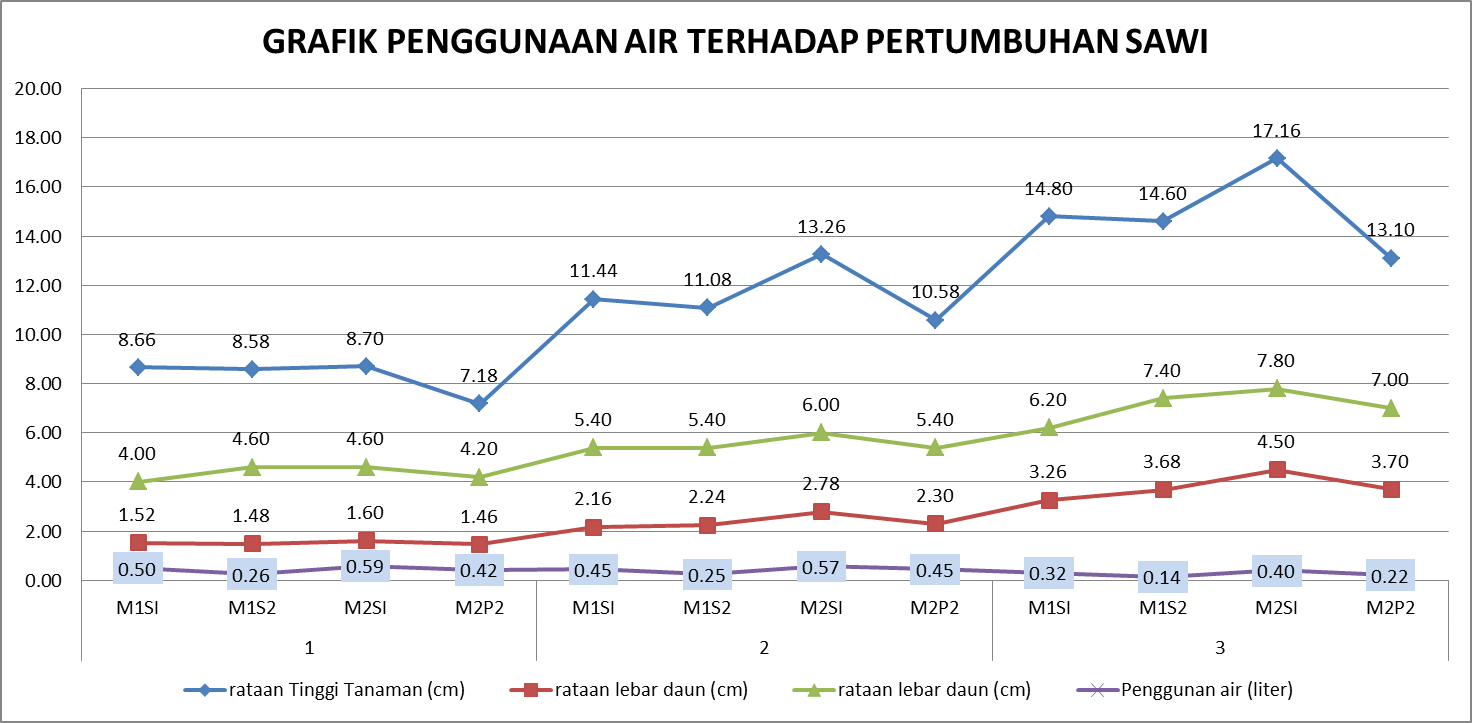 GRAFIK PENGGUNAAN AIR TERHADAP PERTUMBUHAN SAWI
20.00
18.00
16.00
14.00
12.00
10.00
8.00
6.00
4.00
2.00
0.00
8.66 8.58 8.70 7.18 11.44 11.08 13.26 10.58 14.80 14.60 17.16 13.10
4.00 4.60 4.60 4.20 5.40 5.40 6.00 5.40 6.20 7.40 7.80 7.00
1.52 1.48 1.60 1.46 2.16 2.24 2.78 2.30 3.26 3.68 4.50 3.70
0.50 0.26 0.59 0.42 0.45 0.25 0.57 0.45 0.32 0.14 0.40 0.22
M1SI M1S2 M2SI M2P2 M1SI M1S2 M2SI M2P2 M1SI M1S2 M2SI M2P2
1 2 3
rataan Tinggi Tanaman (cm) rataan lebar daun (cm) rataan lebar daun (cm) Penggunan air (liter)